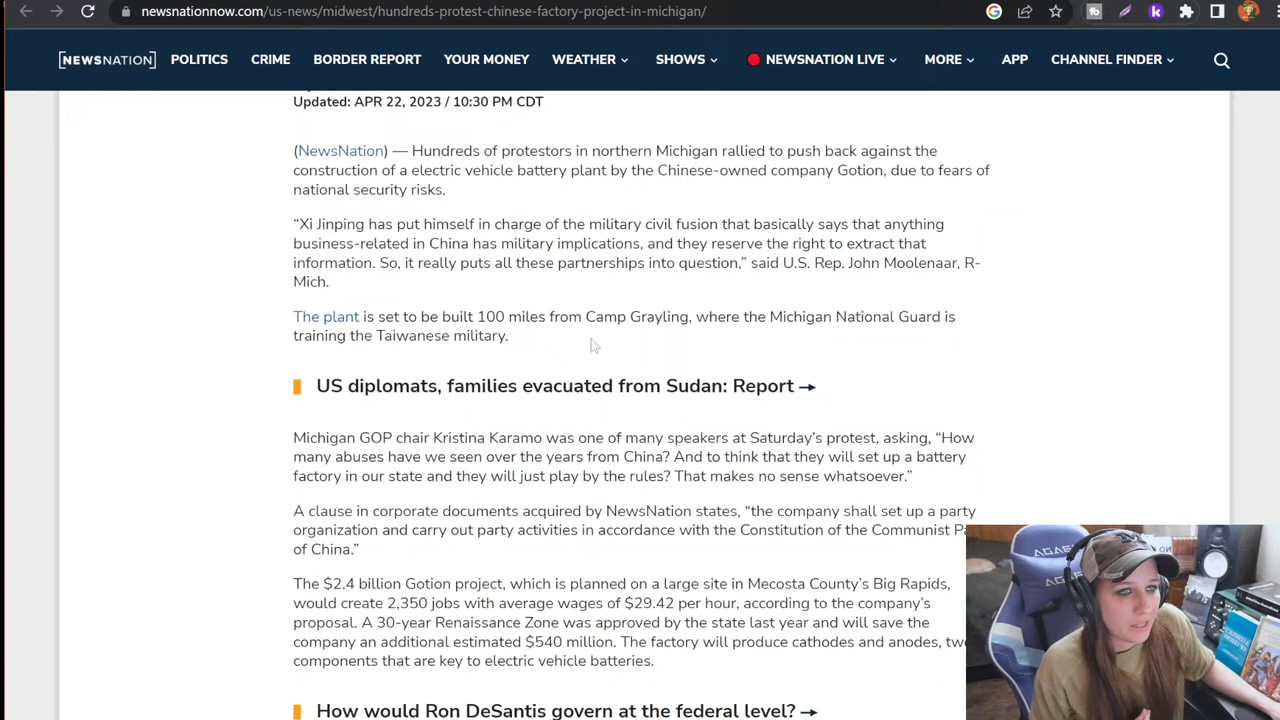 newsnationnow.com/us-news/midwest/hundreds-protest-chinese-factory-project-in-michigan/
[NEWSNATION] POLITICS CRIME BORDER REPORT YOUR MONEY WEATHER SHOWS NEWSNATION LIVE MORE APP CHANNEL FINDER
Updated: APR 22, 2023 / 10:30 PM CDT
(NewsNation) — Hundreds of protestors in northern Michigan rallied to push back against the
construction of a electric vehicle battery plant by the Chinese-owned company Gotion, due to fears of
national security risks.
“Xi Jinping has put himself in charge of the military civil fusion that basically says that anything
business-related in China has military implications, and they reserve the right to extract that
information. So, it really puts all these partnerships into question,” said U.S. Rep. John Moolenaar, R-
Mich.
The plant is set to be built 100 miles from Camp Grayling, where the Michigan National Guard is
training the Taiwanese military.
US diplomats, families evacuated from Sudan: Report →
Michigan GOP chair Kristina Karamo was one of many speakers at Saturday’s protest, asking, “How
many abuses have we seen over the years from China? And to think that they will set up a battery
factory in our state and they will just play by the rules? That makes no sense whatsoever.”
A clause in corporate documents acquired by NewsNation states, “the company shall set up a party
organization and carry out party activities in accordance with the Constitution of the Communist Pa
of China.”
The $2.4 billion Gotion project, which is planned on a large site in Mecosta County’s Big Rapids,
would create 2,350 jobs with average wages of $29.42 per hour, according to the company’s
proposal. A 30-year Renaissance Zone was approved by the state last year and will save the
company an additional estimated $540 million. The factory will produce cathodes and anodes, two
components that are key to electric vehicle batteries.
How would Ron DeSantis govern at the federal level? →